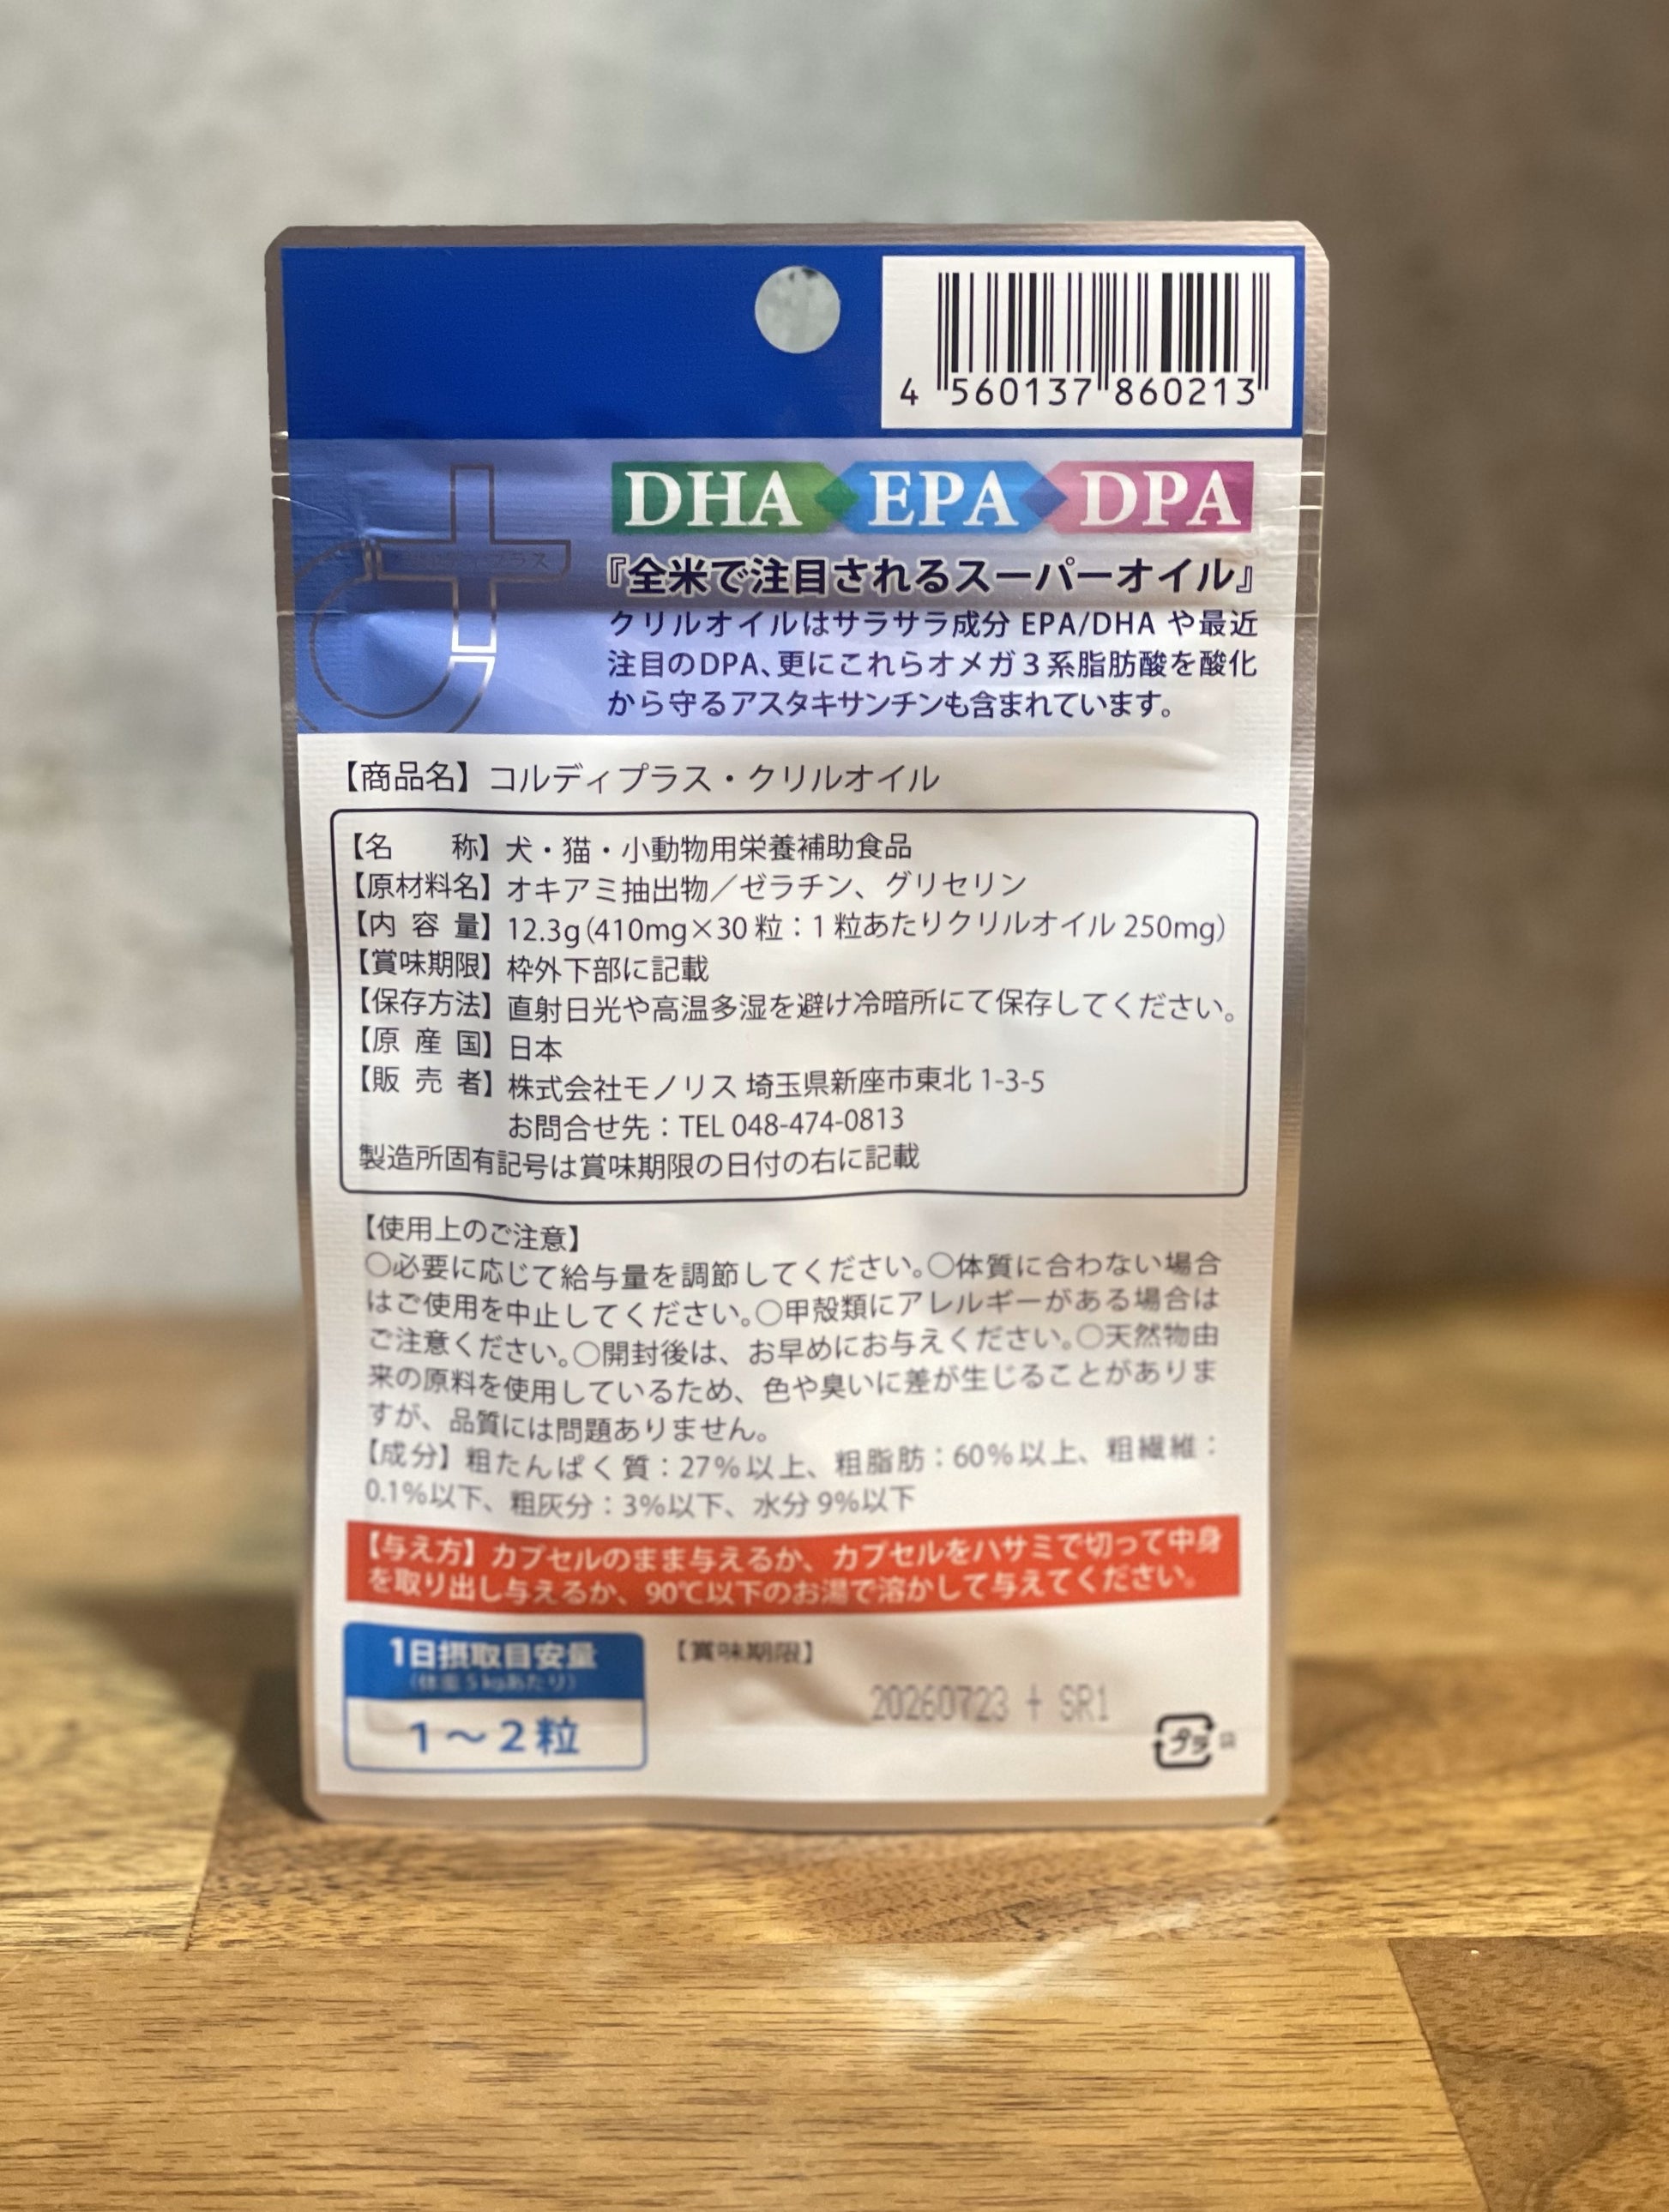 4 560137 860213
DHA EPA DPA
『全米で注目されるスーパーオイル』
クリルオイルはサラサラ成分 EPA/DHA や最近
注目のDPA、更にこれらオメガ3系脂肪酸を酸化
から守るアスタキサンチンも含まれています。
【商品名】コルディプラス・クリルオイル
【名 称】犬・猫・小動物用栄養補助食品
【原材料名】オキアミ抽出物／ゼラチン、グリセリン
【内 容 量】12.3g(410mg×30粒：1粒あたりクリルオイル 250mg)
【賞味期限】枠外下部に記載
【保存方法】直射日光や高温多湿を避け冷暗所にて保存してください。
【原 産 国】日本
【販 売 者】株式会社モノリス 埼玉県新座市東北 1-3-5
お問合せ先：TEL 048-474-0813
製造所固有記号は賞味期限の日付の右に記載
【使用上のご注意】
○必要に応じて給与量を調節してください。○体質に合わない場合
はご使用を中止してください。○甲殻類にアレルギーがある場合は
ご注意ください。○開封後は、お早めにお与えください。○天然物由
来の原料を使用しているため、色や臭いに差が生じることがありま
すが、品質には問題ありません。
【成分】粗たんぱく質：27%以上、粗脂肪：60%以上、粗繊維：
0.1%以下、粗灰分：3%以下、水分 9%以下
【与え方】カプセルのまま与えるか、カプセルをハサミで切って中身
を取り出し与えるか、90℃以下のお湯で溶かして与えてください。
1日摂取目安量
(体重5kgあたり)
1〜2粒
【賞味期限】
20260723 + SR1
プラ 袋